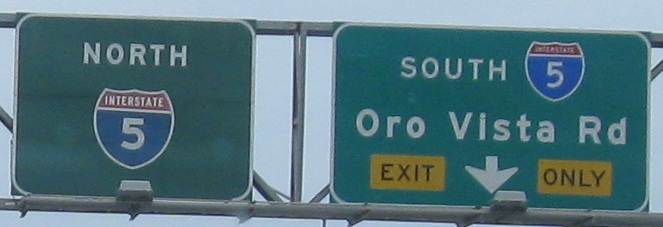 NORTH
INTERSTATE
5
SOUTH
INTERSTATE
5
Oro Vista Rd
EXIT ONLY